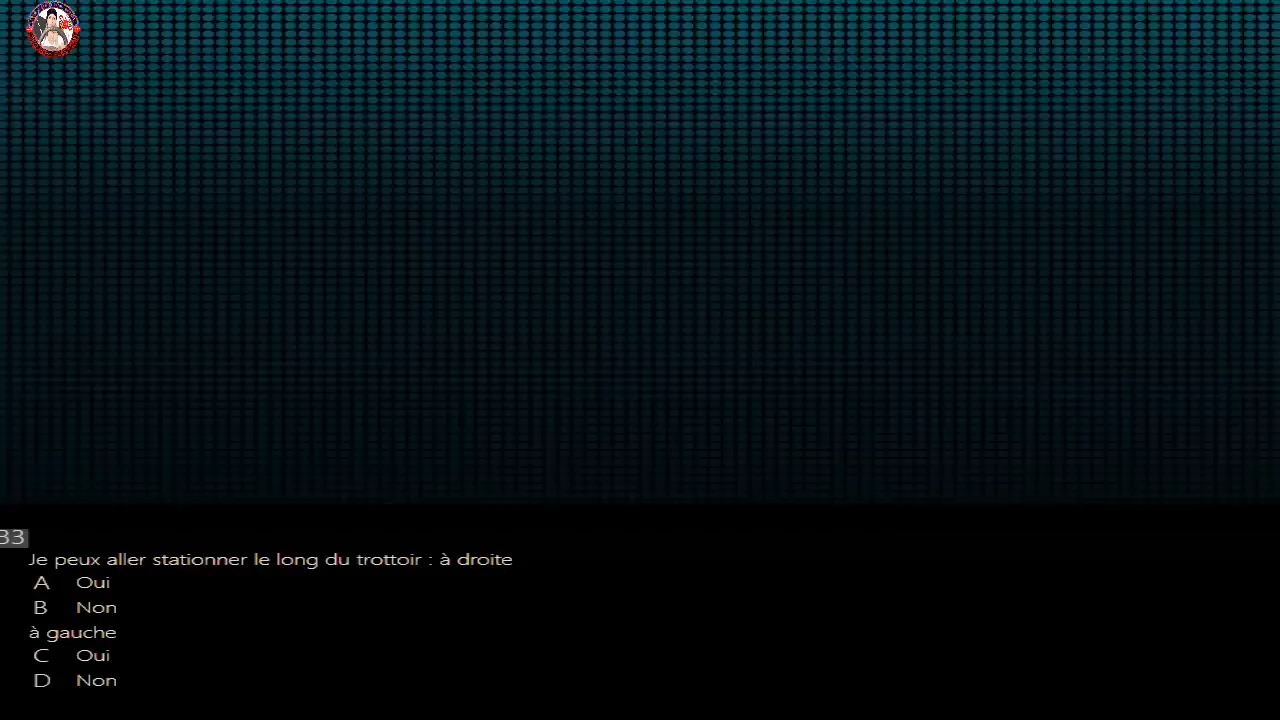 33
Je peux aller stationner le long du trottoir : à droite
A Oui
B Non
à gauche
C Oui
D Non